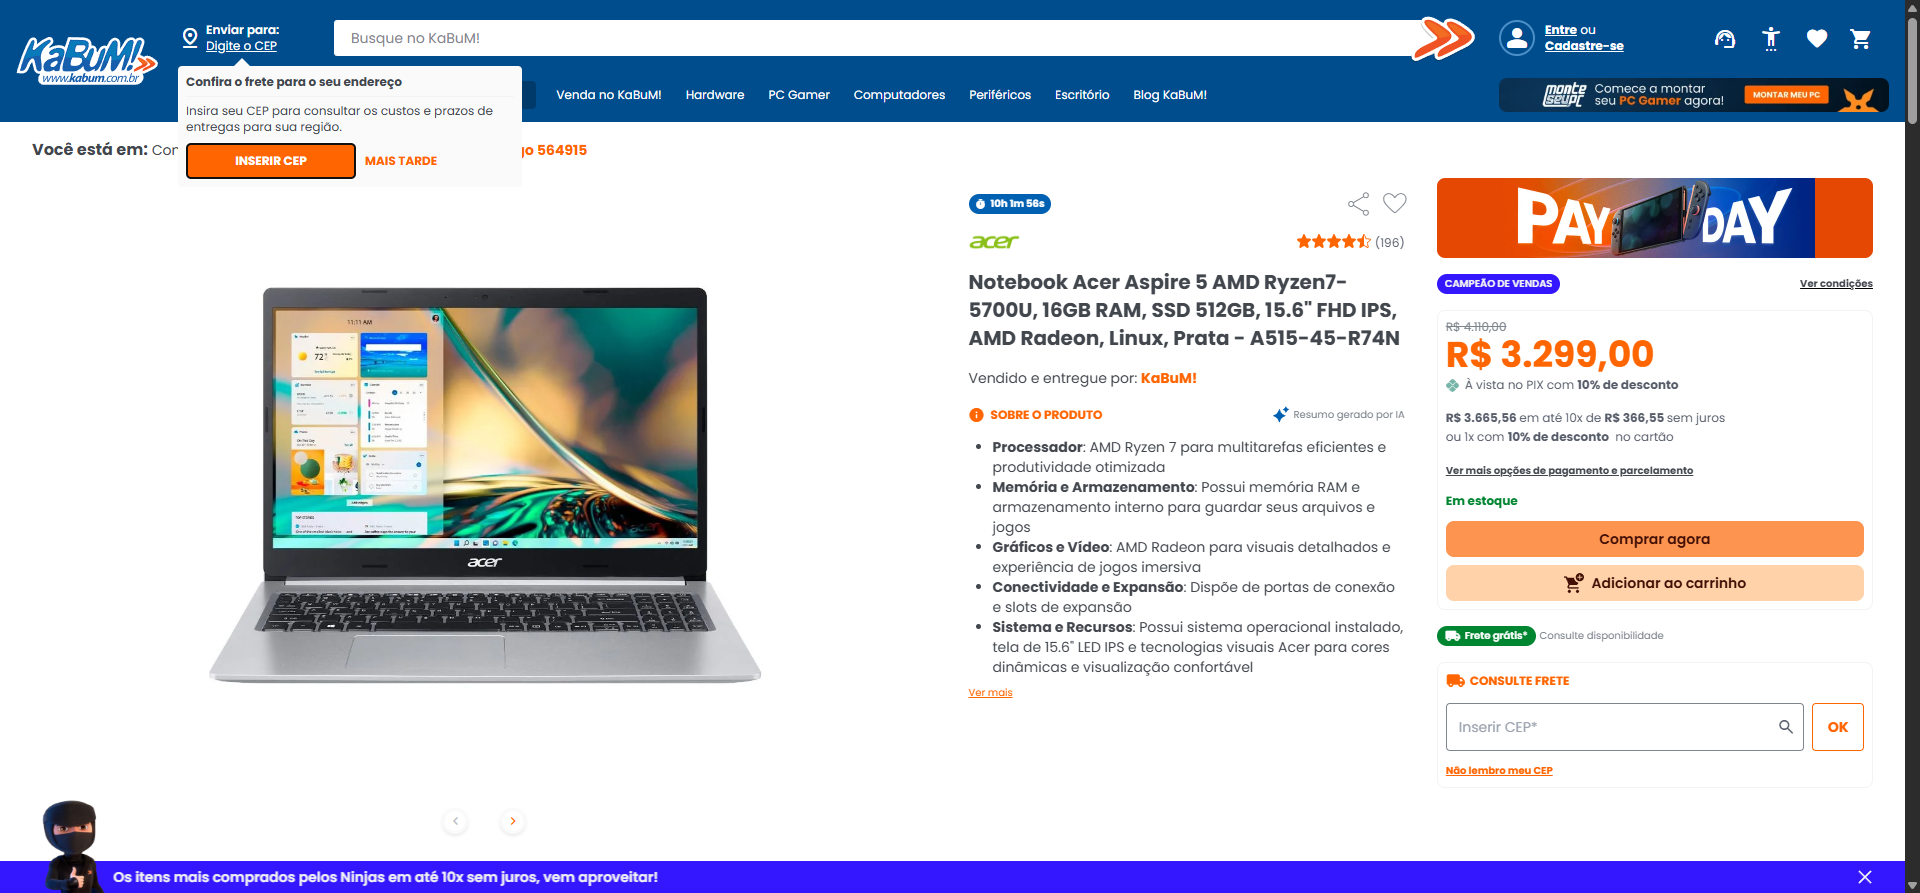 KaBuM!
www.kabum.com.br
Enviar para:
Digite o CEP
Busque no KaBuM!
Entre ou
Cadastre-se
Confira o frete para o seu endereço
Insira seu CEP para consultar os custos e prazos de
entregas para sua região.
INSERIR CEP
MAIS TARDE
Venda no KaBuM!
Hardware
PC Gamer
Computadores
Periféricos
Escritório
Blog KaBuM!
monte seu pc
Comece a montar
seu PC Gamer agora!
MONTAR MEU PC
Você está em:
564915
10h 1m 56s
acer
(196)
Notebook Acer Aspire 5 AMD Ryzen7-
5700U, 16GB RAM, SSD 512GB, 15.6" FHD IPS,
AMD Radeon, Linux, Prata - A515-45-R74N
Vendido e entregue por: KaBuM!
SOBRE O PRODUTO
Resumo gerado por IA
Processador: AMD Ryzen 7 para multitarefas eficientes e
produtividade otimizada
Memória e Armazenamento: Possui memória RAM e
armazenamento interno para guardar seus arquivos e
jogos
Gráficos e Vídeo: AMD Radeon para visuais detalhados e
experiência de jogos imersiva
Conectividade e Expansão: Dispõe de portas de conexão
e slots de expansão
Sistema e Recursos: Possui sistema operacional instalado,
tela de 15.6" LED IPS e tecnologias visuais Acer para cores
dinâmicas e visualização confortável
Ver mais
11:11 AM
acer
PAY DAY
CAMPEÃO DE VENDAS
Ver condições
R$ 4.110,00
R$ 3.299,00
À vista no PIX com 10% de desconto
R$ 3.665,56 em até 10x de R$ 366,55 sem juros
ou 1x com 10% de desconto no cartão
Ver mais opções de pagamento e parcelamento
Em estoque
Comprar agora
Adicionar ao carrinho
Frete grátis*
Consulte disponibilidade
CONSULTE FRETE
Inserir CEP*
OK
Não lembro meu CEP
Os itens mais comprados pelos Ninjas em até 10x sem juros, vem aproveitar!